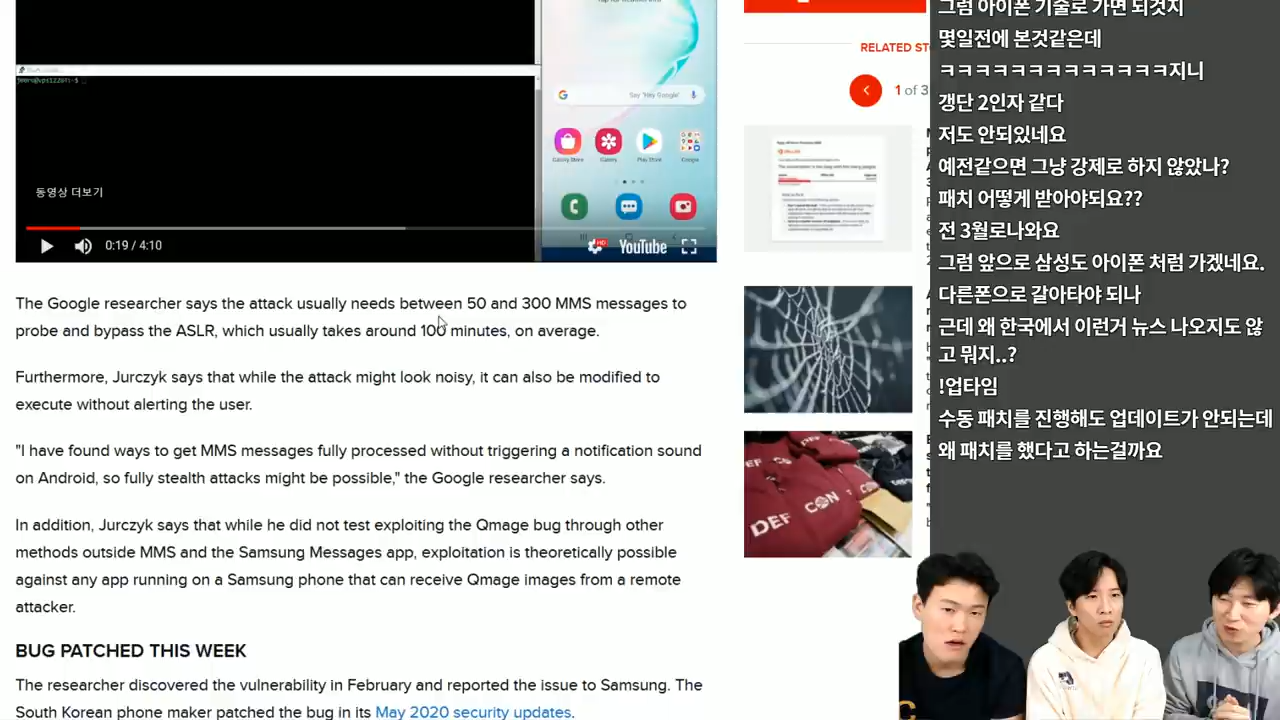 Say "Hey Google"
Galaxy Store
Gallery
Play Store
Google
동영상 더보기
0:19 / 4:10
HD
YouTube
The Google researcher says the attack usually needs between 50 and 300 MMS messages to
probe and bypass the ASLR, which usually takes around 100 minutes, on average.
Furthermore, Jurczyk says that while the attack might look noisy, it can also be modified to
execute without alerting the user.
"I have found ways to get MMS messages fully processed without triggering a notification sound
on Android, so fully stealth attacks might be possible," the Google researcher says.
In addition, Jurczyk says that while he did not test exploiting the Qmage bug through other
methods outside MMS and the Samsung Messages app, exploitation is theoretically possible
against any app running on a Samsung phone that can receive Qmage images from a remote
attacker.
BUG PATCHED THIS WEEK
The researcher discovered the vulnerability in February and reported the issue to Samsung. The
South Korean phone maker patched the bug in its May 2020 security updates.
RELATED STO
1 of 3
DEF CON
DEF
그럼 아이폰 기술로 가면 되것지
몇일전에 본것같은데
ㅋㅋㅋㅋㅋㅋㅋㅋㅋㅋㅋㅋㅋ지니
갱단 2인자 같다
저도 안되있네요
예전같으면 그냥 강제로 하지 않았나?
패치 어떻게 받아야되요??
전 3월로나와요
그럼 앞으로 삼성도 아이폰 처럼 가겠네요.
다른폰으로 갈아타야 되나
근데 왜 한국에서 이런거 뉴스 나오지도 않
고 뭐지..?
!업타임
수동 패치를 진행해도 업데이트가 안되는데
왜 패치를 했다고 하는걸까요